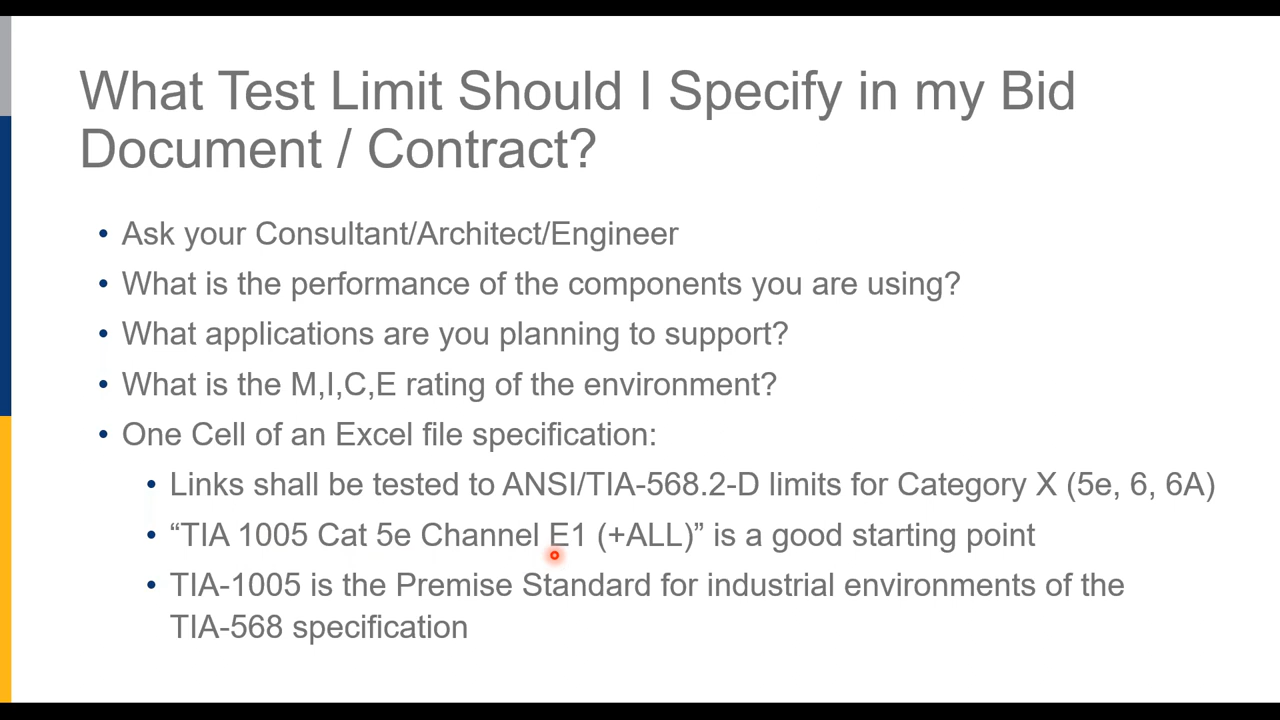 What Test Limit Should I Specify in my Bid
Document / Contract?
• Ask your Consultant/Architect/Engineer
• What is the performance of the components you are using?
• What applications are you planning to support?
• What is the M,I,C,E rating of the environment?
• One Cell of an Excel file specification:
• Links shall be tested to ANSI/TIA-568.2-D limits for Category X (5e, 6, 6A)
• “TIA 1005 Cat 5e Channel E1 (+ALL)” is a good starting point
• TIA-1005 is the Premise Standard for industrial environments of the
TIA-568 specification